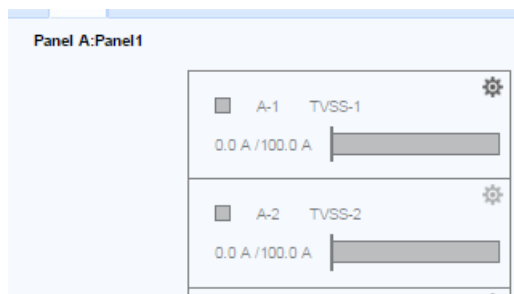 Panel A:Panel1
A-1 TVSS-1
0.0 A /100.0 A
A-2 TVSS-2
0.0 A /100.0 A